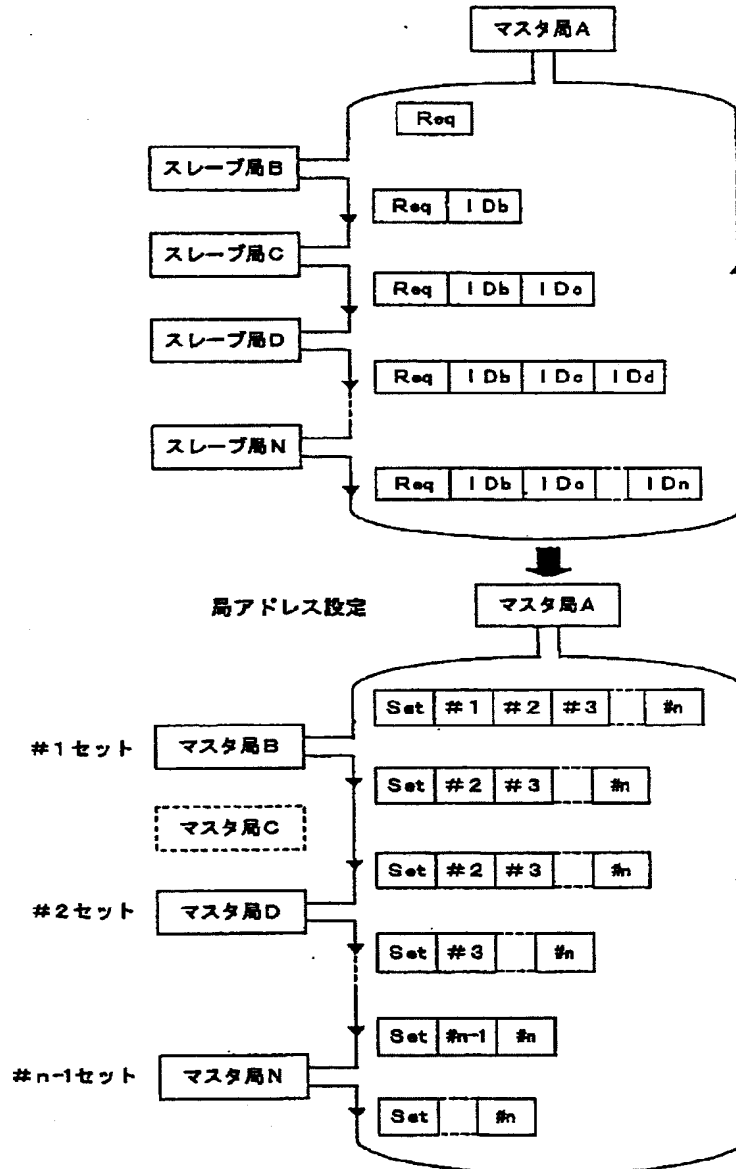 マスタ局A
Req
スレーブ局B
Req IDb
スレーブ局C
Req IDb IDc
スレーブ局D
Req IDb IDc IDd
スレーブ局N
Req IDb IDc IDn
局アドレス設定
マスタ局A
Set #1 #2 #3 #n
#1セット マスタ局B
Set #2 #3 #n
マスタ局C
Set #2 #3 #n
#2セット マスタ局D
Set #3 #n
Set #n-1 #n
#n-1セット マスタ局N
Set #n